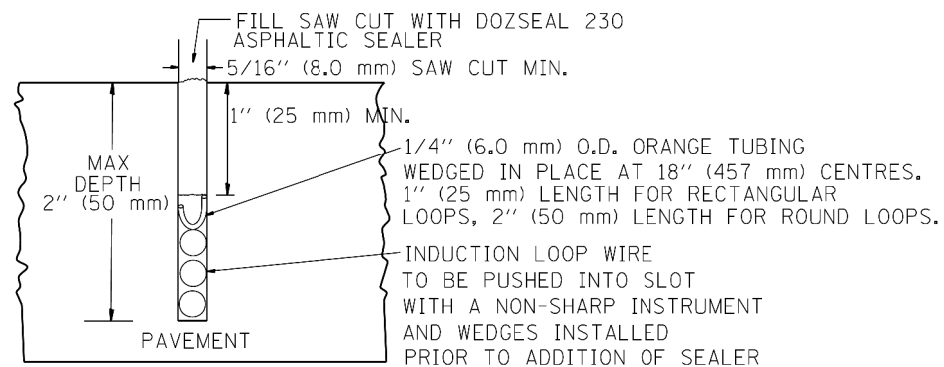 FILL SAW CUT WITH DOZSEAL 230
ASPHALTIC SEALER
5/16" (8.0 mm) SAW CUT MIN.
1" (25 mm) MIN.
MAX
DEPTH
2" (50 mm)
1/4" (6.0 mm) O.D. ORANGE TUBING
WEDGED IN PLACE AT 18" (457 mm) CENTRES.
1" (25 mm) LENGTH FOR RECTANGULAR
LOOPS, 2" (50 mm) LENGTH FOR ROUND LOOPS.
INDUCTION LOOP WIRE
TO BE PUSHED INTO SLOT
WITH A NON-SHARP INSTRUMENT
AND WEDGES INSTALLED
PRIOR TO ADDITION OF SEALER
PAVEMENT